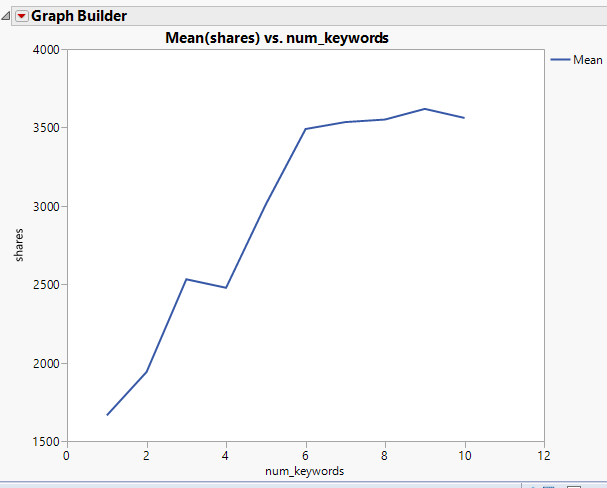 Graph Builder
Mean(shares) vs. num_keywords
4000
3500
3000
2500
2000
1500
shares
0 2 4 6 8 10 12
num_keywords
Mean